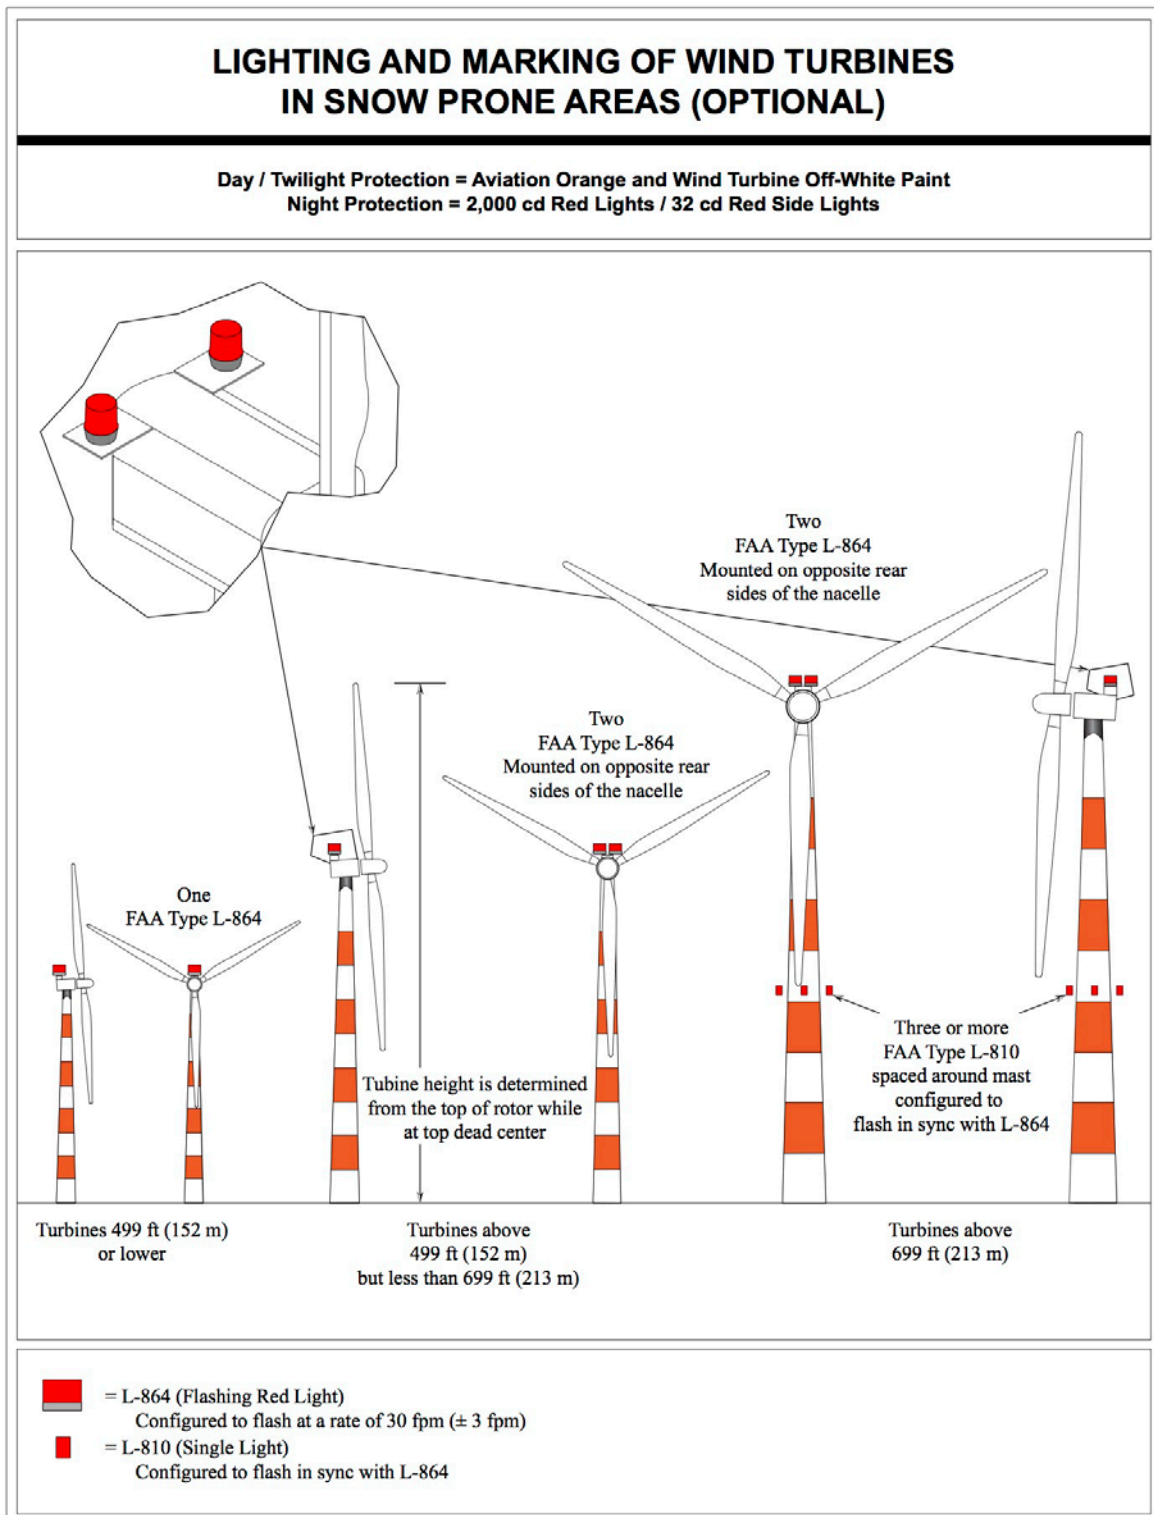 LIGHTING AND MARKING OF WIND TURBINES
IN SNOW PRONE AREAS (OPTIONAL)
Day / Twilight Protection = Aviation Orange and Wind Turbine Off-White Paint
Night Protection = 2,000 cd Red Lights / 32 cd Red Side Lights
Two
FAA Type L-864
Mounted on opposite rear
sides of the nacelle
Two
FAA Type L-864
Mounted on opposite rear
sides of the nacelle
One
FAA Type L-864
Three or more
FAA Type L-810
spaced around mast
configured to
flash in sync with L-864
Tubine height is determined
from the top of rotor while
at top dead center
Turbines 499 ft (152 m)
or lower
Turbines above
499 ft (152 m)
but less than 699 ft (213 m)
Turbines above
699 ft (213 m)
= L-864 (Flashing Red Light)
Configured to flash at a rate of 30 fpm (± 3 fpm)
= L-810 (Single Light)
Configured to flash in sync with L-864